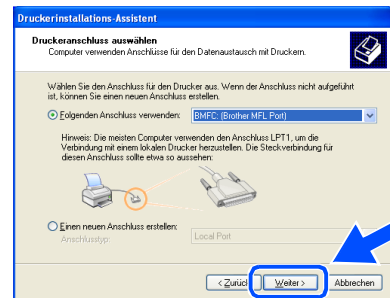 Druckerinstallations-Assistent
Druckeranschluss auswählen
Computer verwenden Anschlüsse für den Datenaustausch mit Druckern.
Wählen Sie den Anschluss für den Drucker aus. Wenn der Anschluss nicht aufgeführt
ist, können Sie einen neuen Anschluss erstellen.
Folgenden Anschluss verwenden: BMFC: (Brother MFL Port)
Hinweis: Die meisten Computer verwenden den Anschluss LPT1, um die
Verbindung mit einem lokalen Drucker herzustellen. Die Steckverbindung für
diesen Anschluss sollte etwa so aussehen:
Einen neuen Anschluss erstellen:
Anschlusstyp: Local Port
< Zurück Weiter > Abbrechen